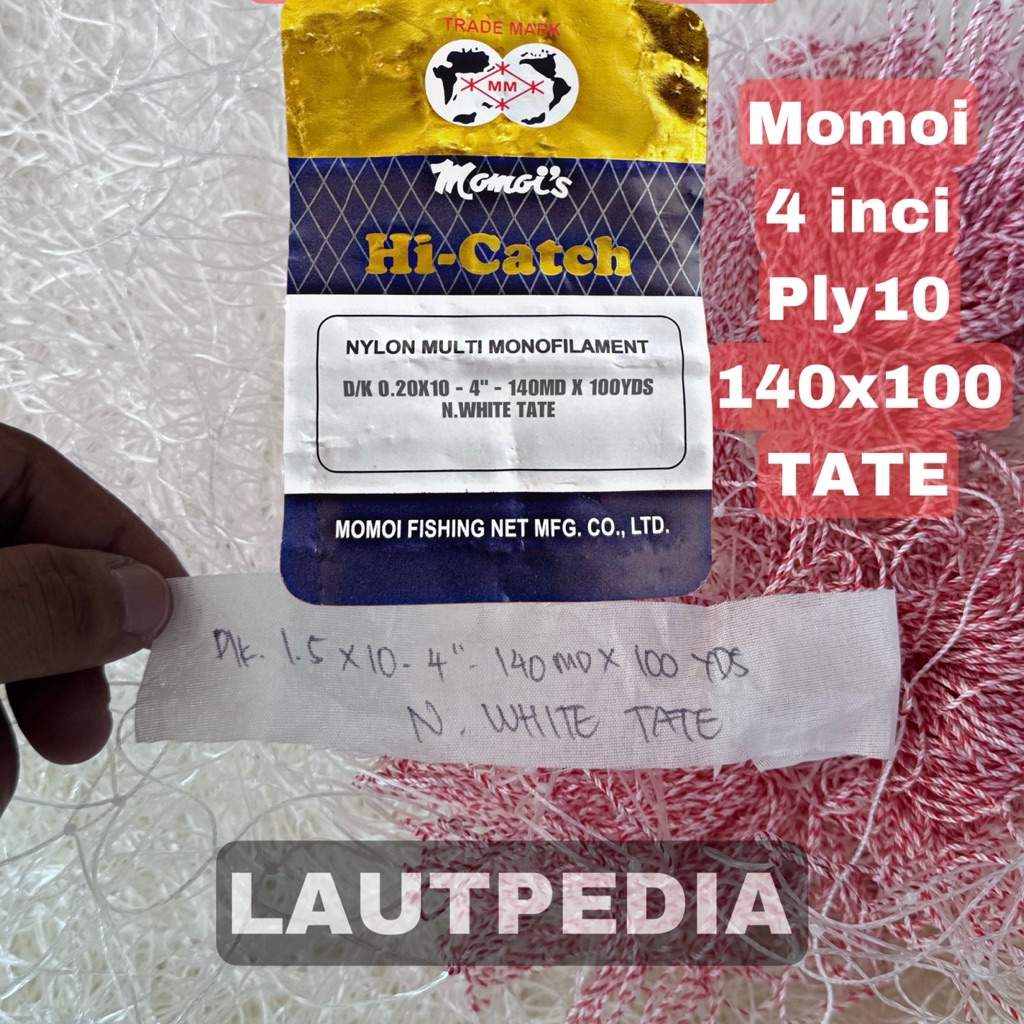 TRADE MARK
MM
Momoi's
Hi-Catch
NYLON MULTI MONOFILAMENT
D/K 0.20X10 - 4" - 140MD X 100YDS
N.WHITE TATE
MOMOI FISHING NET MFG. CO., LTD.
D/K. 1.5 X 10 - 4" - 140 MD X 100 YDS
N. WHITE TATE
Momoi
4 inci
Ply10
140x100
TATE
LAUTPEDIA